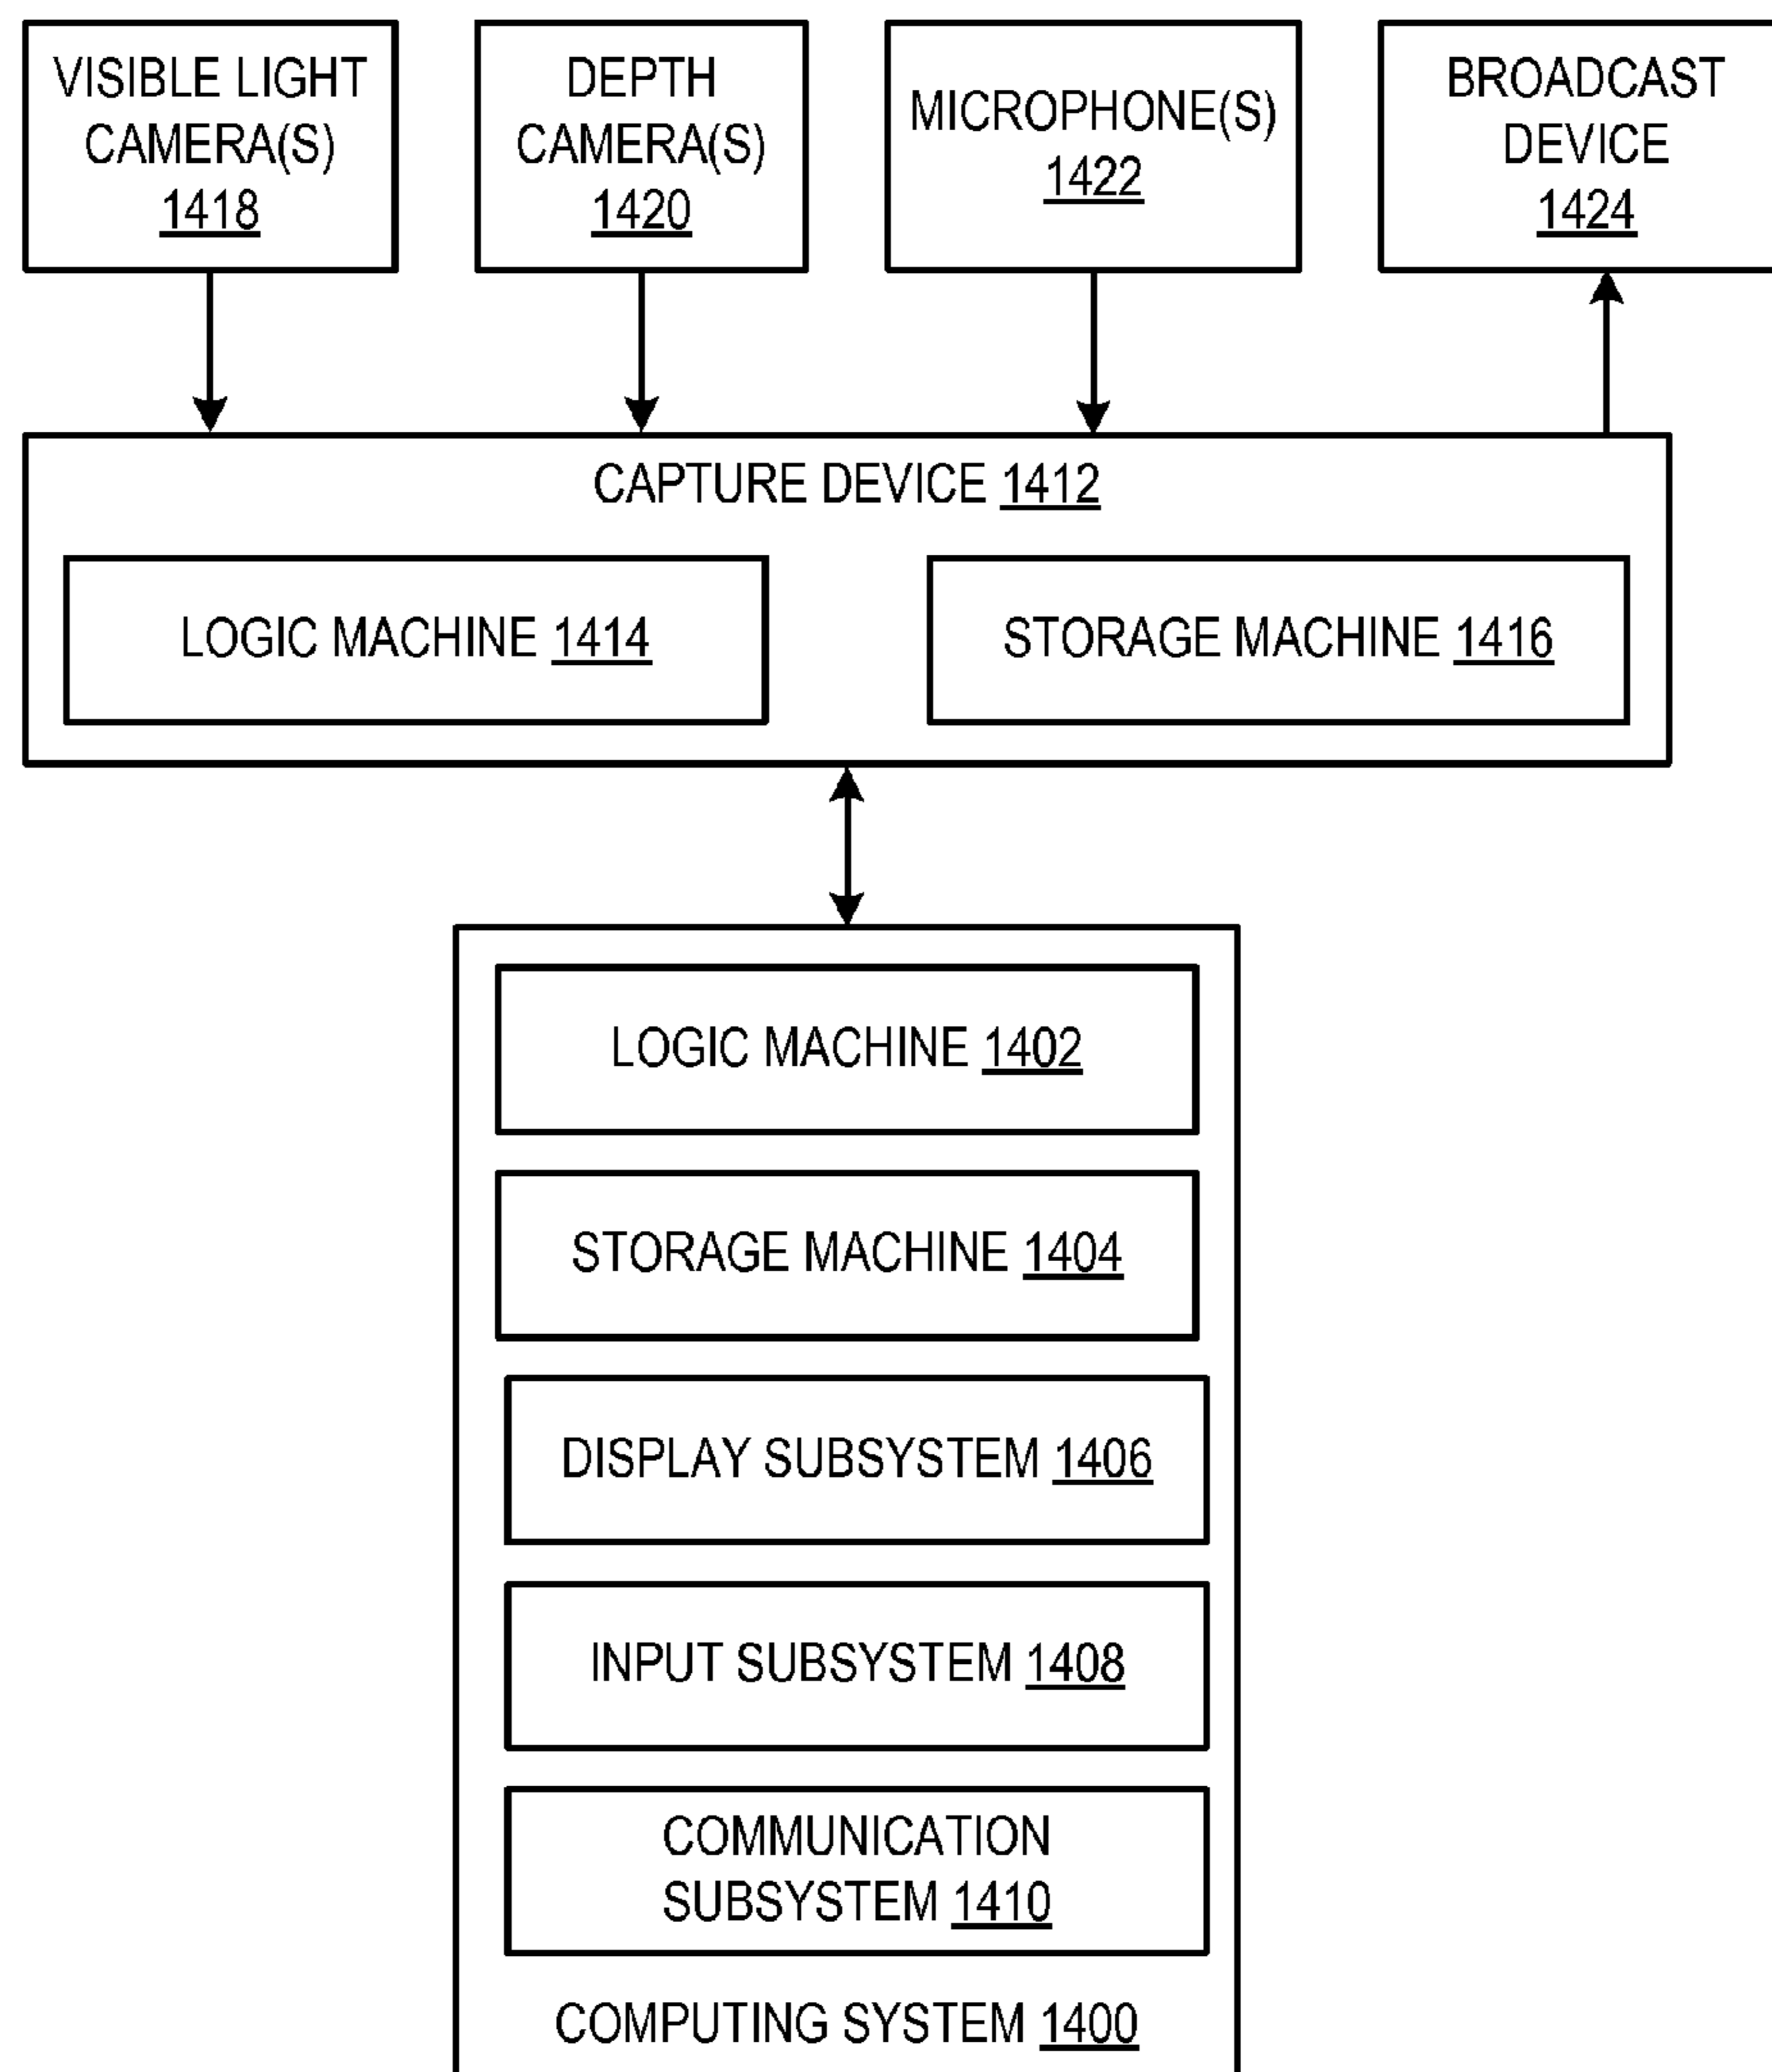 VISIBLE LIGHT
CAMERA(S)
1418
DEPTH
CAMERA(S)
1420
MICROPHONE(S)
1422
BROADCAST
DEVICE
1424
CAPTURE DEVICE 1412
LOGIC MACHINE 1414
STORAGE MACHINE 1416
LOGIC MACHINE 1402
STORAGE MACHINE 1404
DISPLAY SUBSYSTEM 1406
INPUT SUBSYSTEM 1408
COMMUNICATION
SUBSYSTEM 1410
COMPUTING SYSTEM 1400